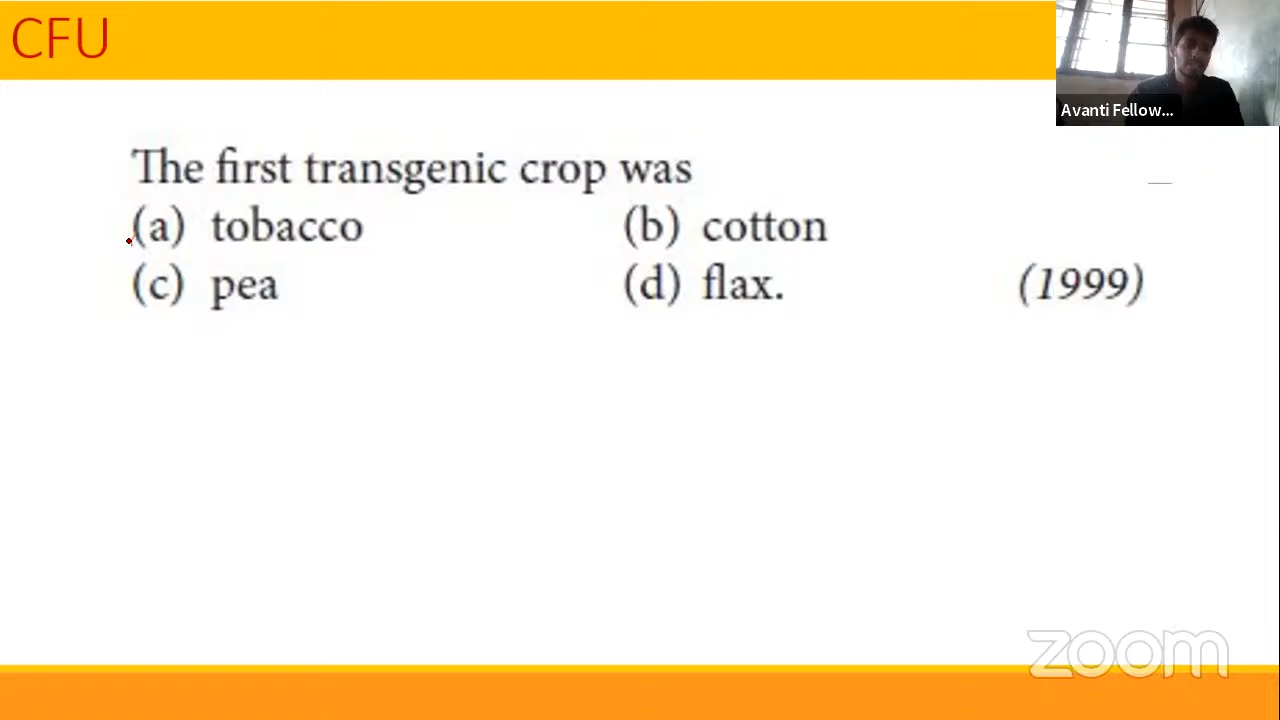 CFU
Avanti Fellow...
The first transgenic crop was
(a) tobacco (b) cotton
(c) pea (d) flax. (1999)
zoom